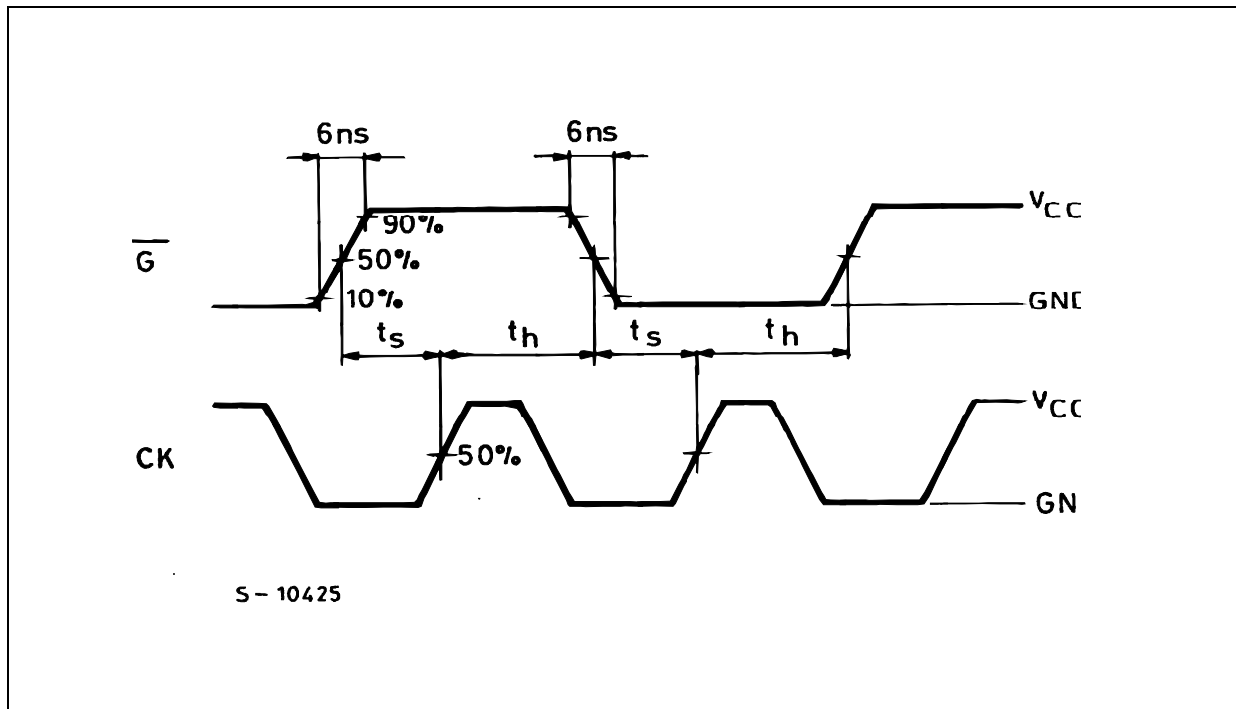 6ns 6ns
VCC
90%
G
50%
10%
GND
ts th ts th
VCC
CK
50%
GN
S-10425